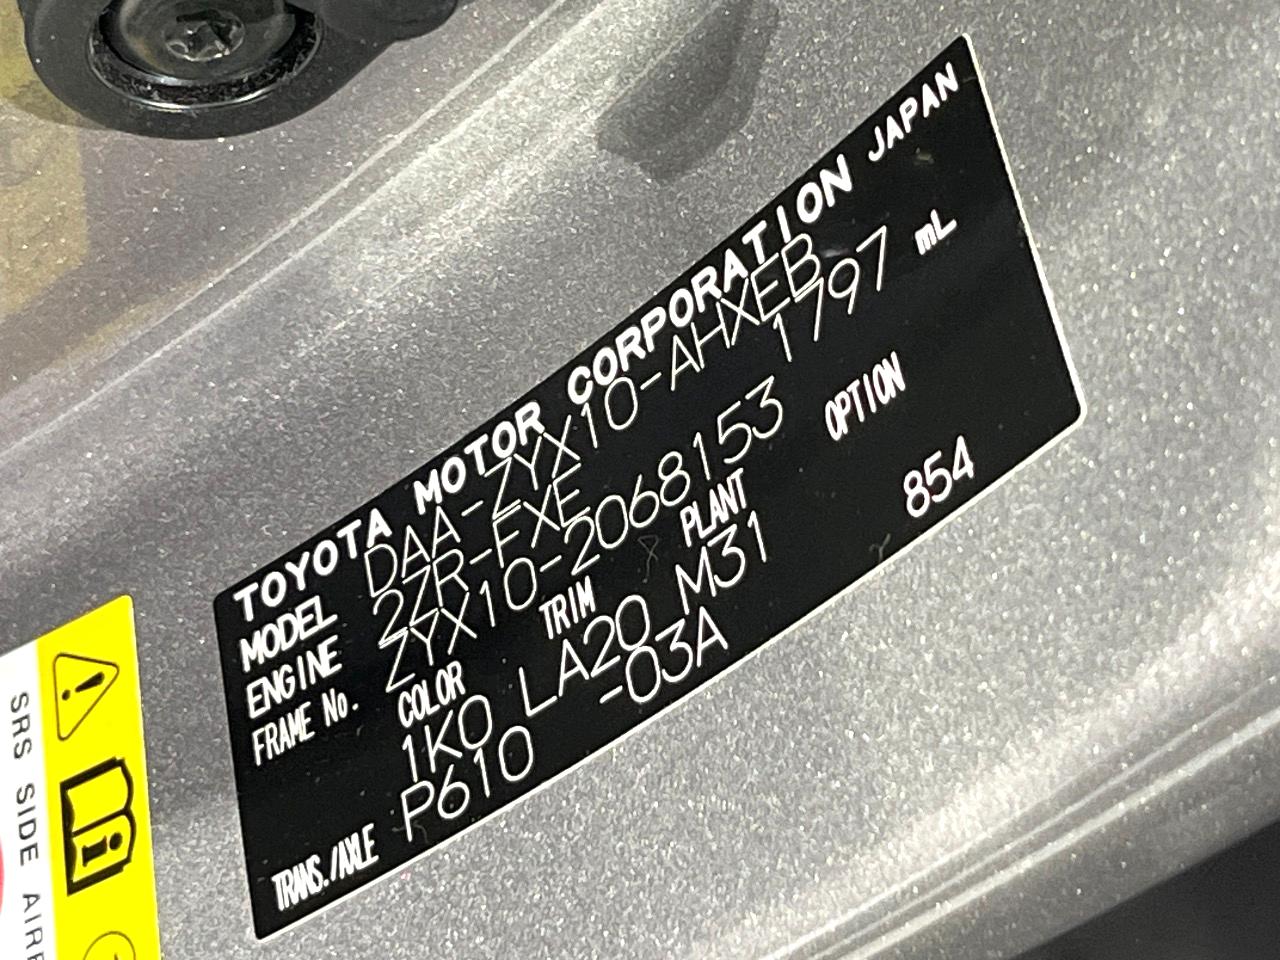 TOYOTA MOTOR CORPORATION JAPAN
MODEL DAA-ZYX10-AHXEB
ENGINE 2ZR-FXE 1797 mL
FRAME No. ZYX10-2068153
COLOR TRIM PLANT OPTION
1K0 LA20 M31 854
TRANS./AXLE P610 -03A
SRS SIDE AIR